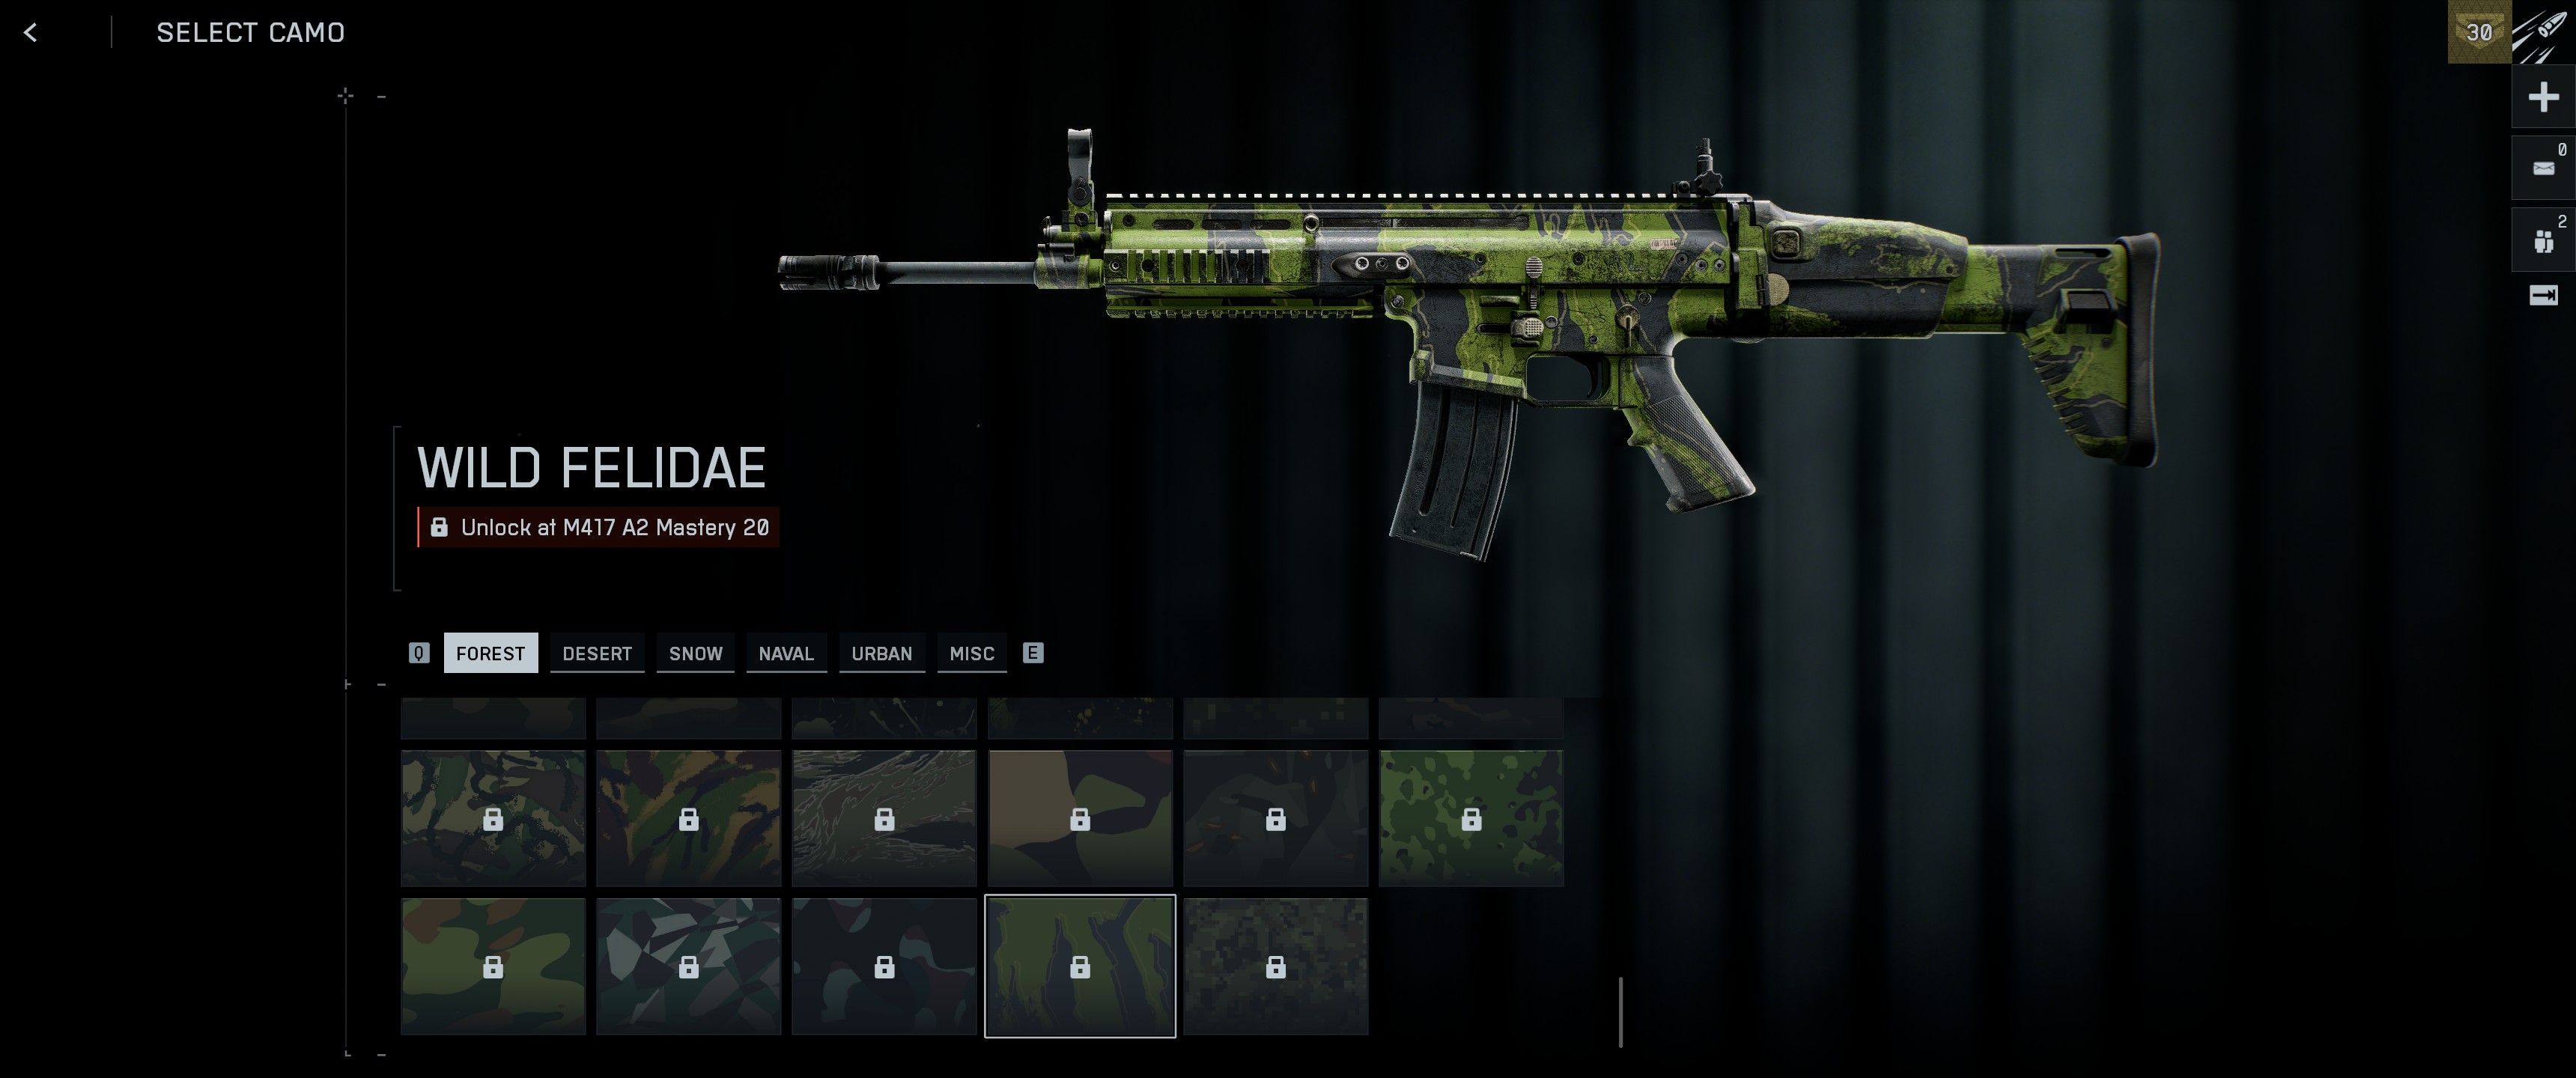 SELECT CAMO
30
0
2
WILD FELIDAE
Unlock at M417 A2 Mastery 20
Q FOREST DESERT SNOW NAVAL URBAN MISC E